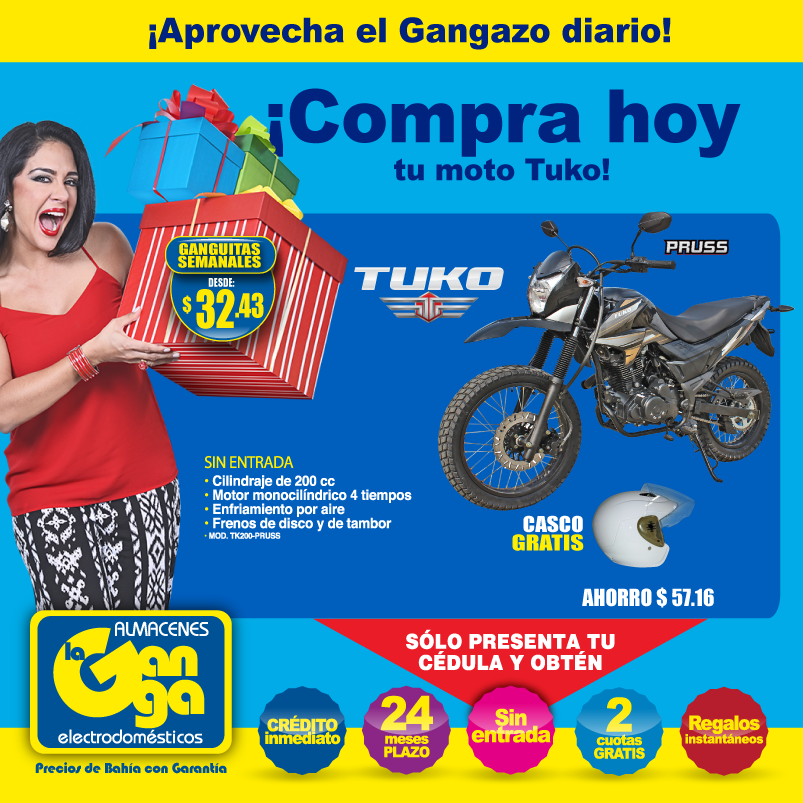 ¡Aprovecha el Gangazo diario!
¡Compra hoy
tu moto Tuko!
GANGUITAS
SEMANALES
DESDE:
$ 32.43
TUKO
PRUSS
TUKO
SIN ENTRADA
• Cilindraje de 200 cc
• Motor monocilíndrico 4 tiempos
• Enfriamiento por aire
• Frenos de disco y de tambor
• MOD. TK200-PRUSS
CASCO
GRATIS
AHORRO $ 57.16
SÓLO PRESENTA TU
CÉDULA Y OBTÉN
ALMACENES
la Ganga
electrodomésticos
Precios de Bahía con Garantía
CRÉDITO
inmediato
24
meses
PLAZO
Sin
entrada
2
cuotas
GRATIS
Regalos
instantáneos